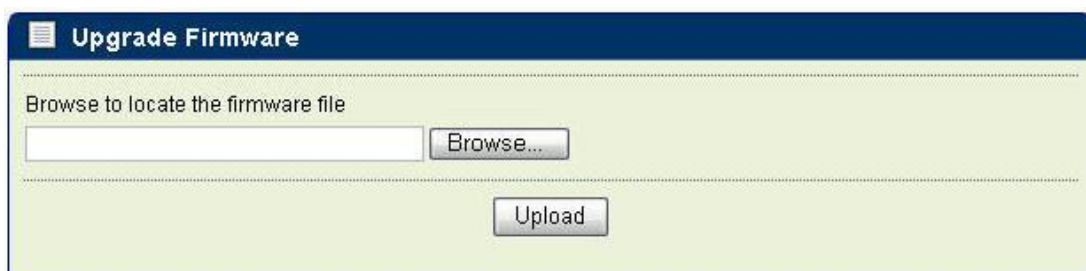 Upgrade Firmware
Browse to locate the firmware file
Browse...
Upload